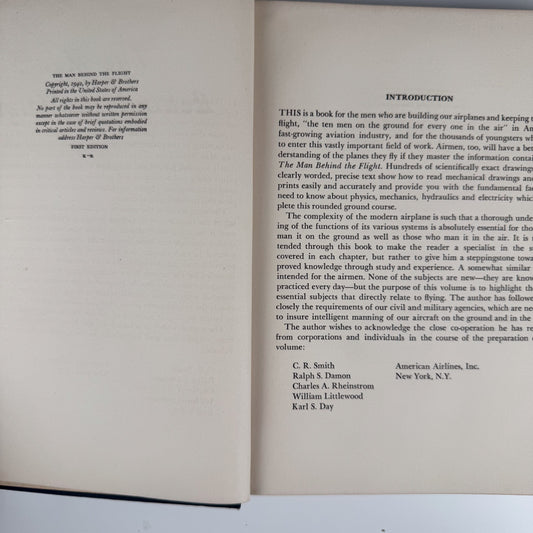 THE MAN BEHIND THE FLIGHT
Copyright, 1942, by Harper & Brothers
Printed in the United States of America
All rights in this book are reserved.
No part of the book may be reproduced in any
manner whatsoever without written permission
except in the case of brief quotations embodied
in critical articles and reviews. For information
address Harper & Brothers
FIRST EDITION
INTRODUCTION
THIS is a book for the men who are building our airplanes and keeping
flight, "the ten men on the ground for every one in the air" in
fast-growing aviation industry, and for the thousands of youngsters
to enter this vastly important field of work. Airmen, too, will have a
derstanding of the planes they fly if they master the information
The Man Behind the Flight. Hundreds of scientifically exact drawings
clearly worded, precise text show how to read mechanical drawings and
prints easily and accurately and provide you with the fundamental
need to know about physics, mechanics, hydraulics and electricity which
plete this rounded ground course.
The complexity of the modern airplane is such that a thorough
ing of the functions of its various systems is absolutely essential for
man it on the ground as well as those who man it in the air. It is
tended through this book to make the reader a specialist in the
covered in each chapter, but rather to give him a steppingstone
proved knowledge through study and experience. A somewhat similar
intended for the airmen. None of the subjects are new—they are
practiced every day—but the purpose of this volume is to highlight
essential subjects that directly relate to flying. The author has
closely the requirements of our civil and military agencies, which are
to insure intelligent manning of our aircraft on the ground and in the
The author wishes to acknowledge the close co-operation he has
from corporations and individuals in the course of the preparation
volume:
C. R. Smith American Airlines, Inc.
Ralph S. Damon New York, N.Y.
Charles A. Rheinstrom
William Littlewood
Karl S. Day